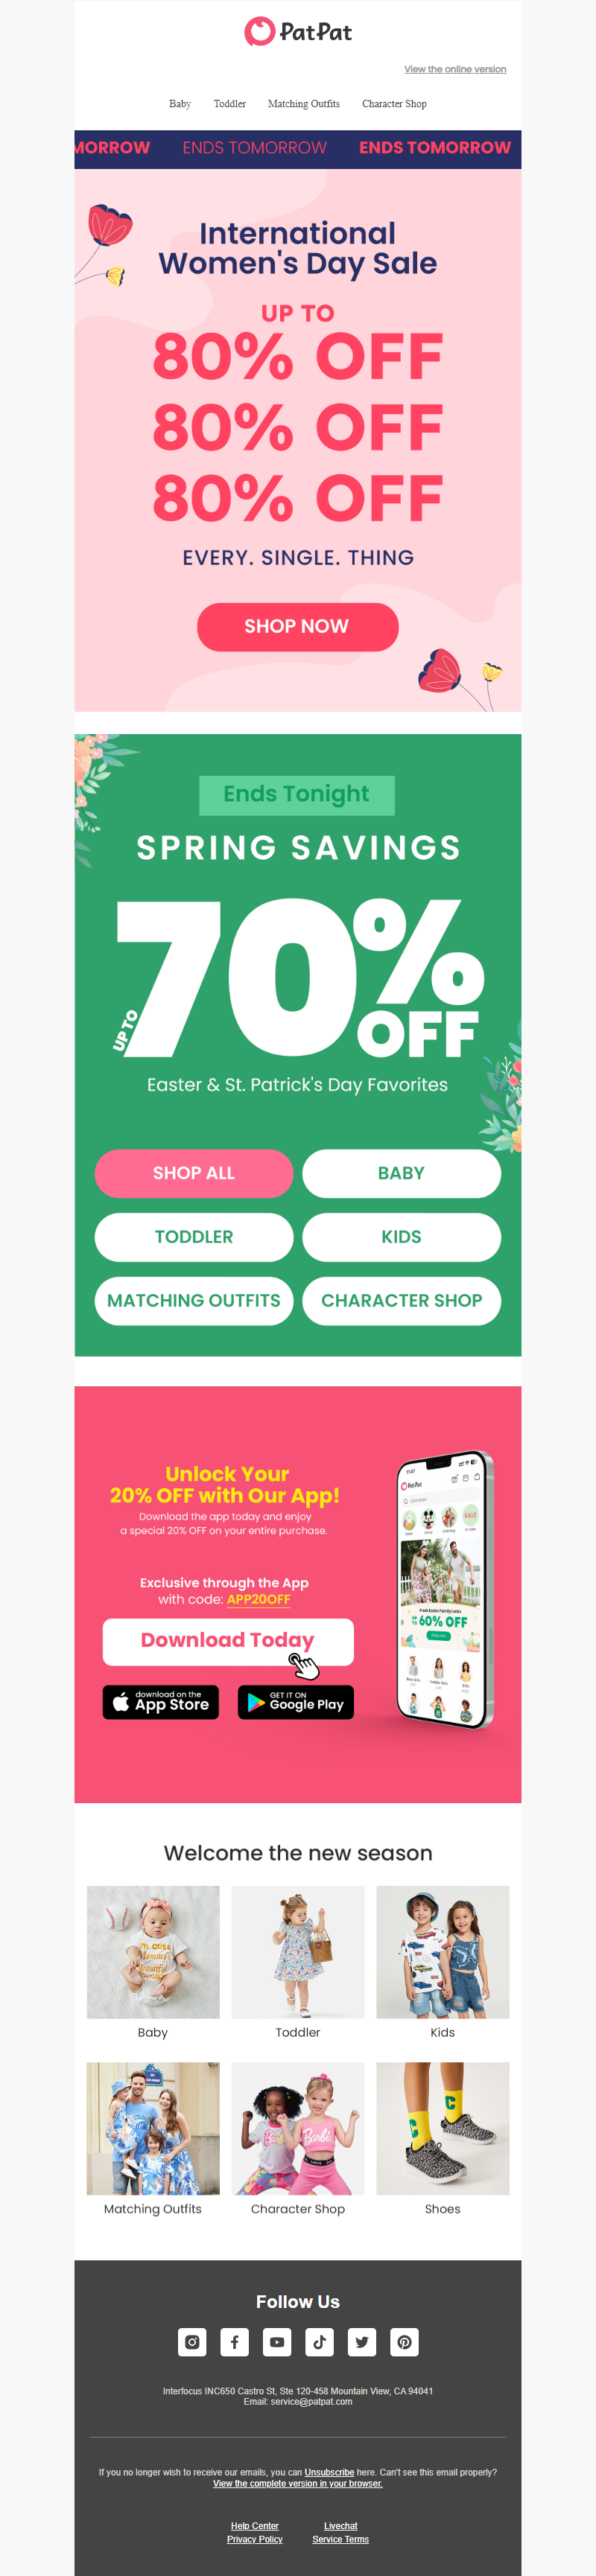 PatPat
View the online version
Baby Toddler Matching Outfits Character Shop
MORROW ENDS TOMORROW ENDS TOMORROW
International
Women's Day Sale
UP TO
80% OFF
80% OFF
80% OFF
EVERY. SINGLE. THING
SHOP NOW
Ends Tonight
SPRING SAVINGS
UP TO
70%
OFF
Easter & St. Patrick's Day Favorites
SHOP ALL BABY
TODDLER KIDS
MATCHING OUTFITS CHARACTER SHOP
Unlock Your
20% OFF with Our App!
Download the app today and enjoy
a special 20% OFF on your entire purchase.
Exclusive through the App
with code: APP20OFF
Download Today
download on the
App Store
GET IT ON
Google Play
11:47
PatPat
SALE
UP TO 60% OFF
Welcome the new season
Baby Toddler Kids
Barbie
C C
Matching Outfits Character Shop Shoes
Follow Us
Interfocus INC650 Castro St, Ste 120-458 Mountain View, CA 94041
Email: service@patpat.com
If you no longer wish to receive our emails, you can Unsubscribe here. Can't see this email properly?
View the complete version in your browser.
Help Center Livechat
Privacy Policy Service Terms